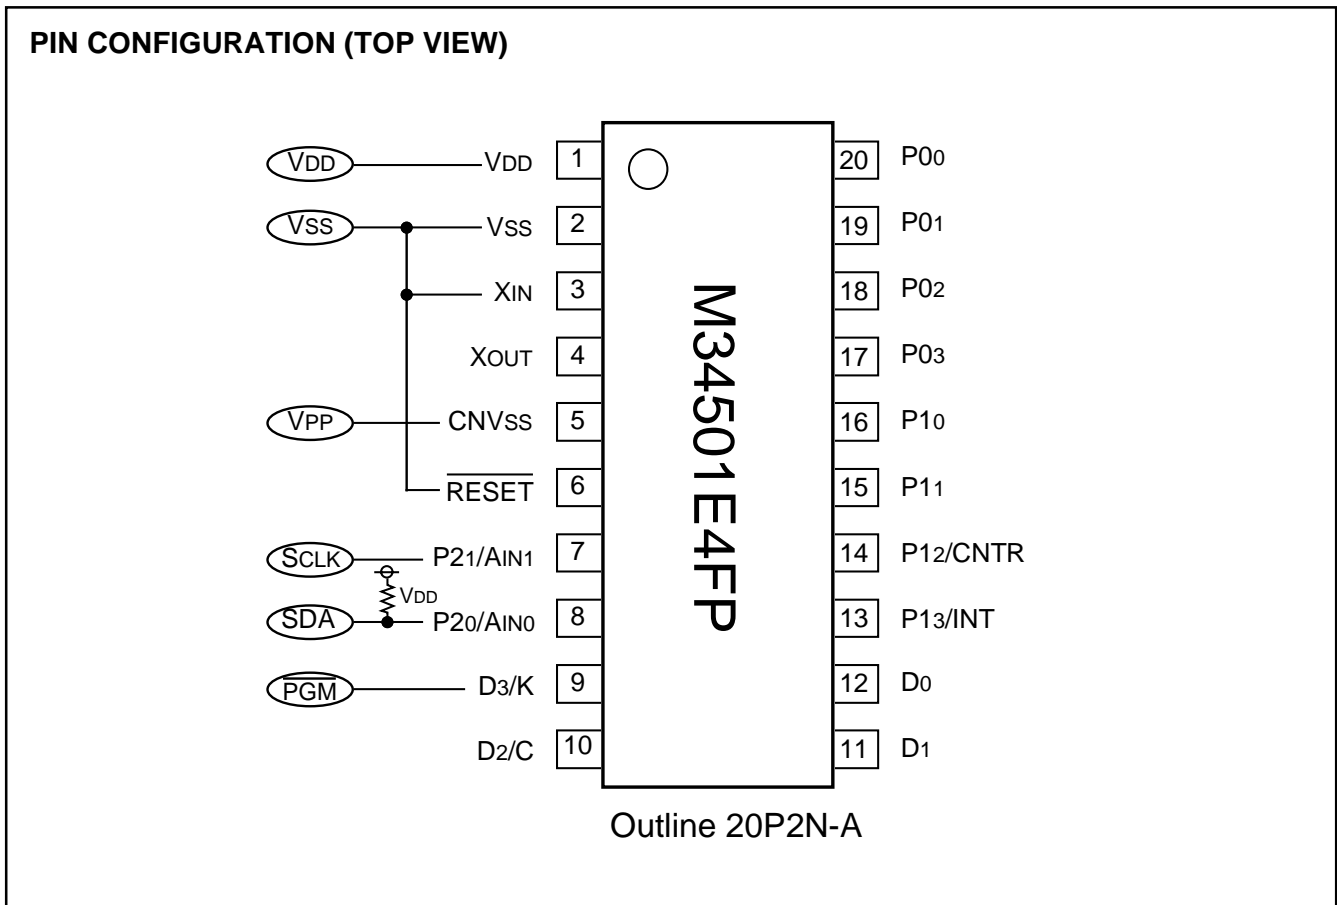 PIN CONFIGURATION (TOP VIEW)
VDD VDD 1 20 P00
VSS VSS 2 19 P01
XIN 3 18 P02
XOUT 4 17 P03
VPP CNVSS 5 16 P10
RESET 6 15 P11
SCLK P21/AIN1 7 14 P12/CNTR
VDD
SDA P20/AIN0 8 13 P13/INT
PGM D3/K 9 12 D0
D2/C 10 11 D1
M34501E4FP
Outline 20P2N-A